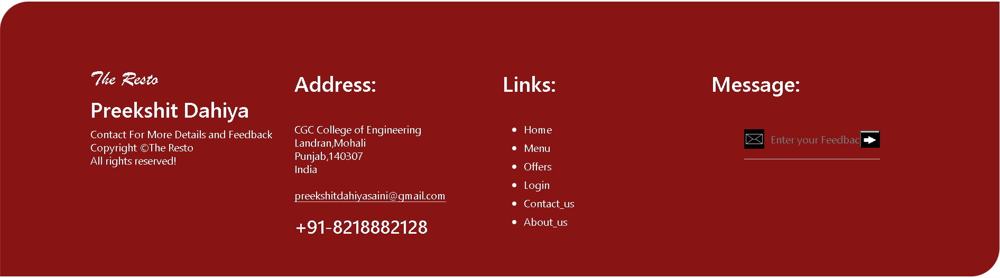 The Resto
Preekshit Dahiya
Contact For More Details and Feedback
Copyright ©The Resto
All rights reserved!
Address:
CGC College of Engineering
Landran,Mohali
Punjab,140307
India
preekshitdahiyasaini@gmail.com
+91-8218882128
Links:
Home
Menu
Offers
Login
Contact_us
About_us
Message:
Enter your Feedbac